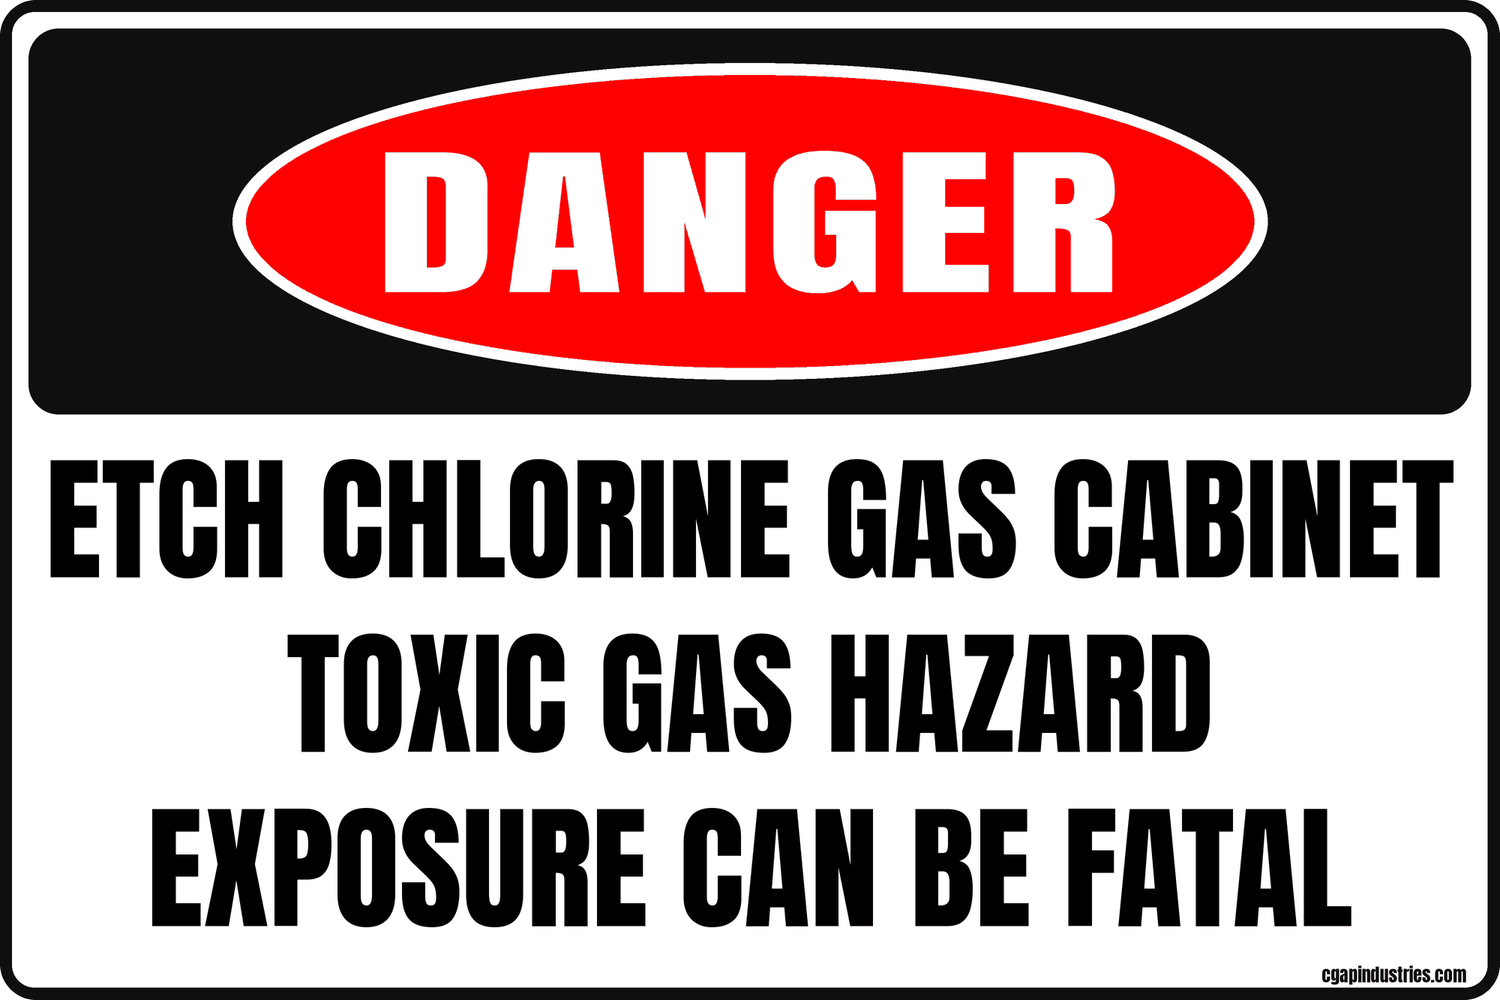 DANGER
ETCH CHLORINE GAS CABINET
TOXIC GAS HAZARD
EXPOSURE CAN BE FATAL
cgapindustries.com